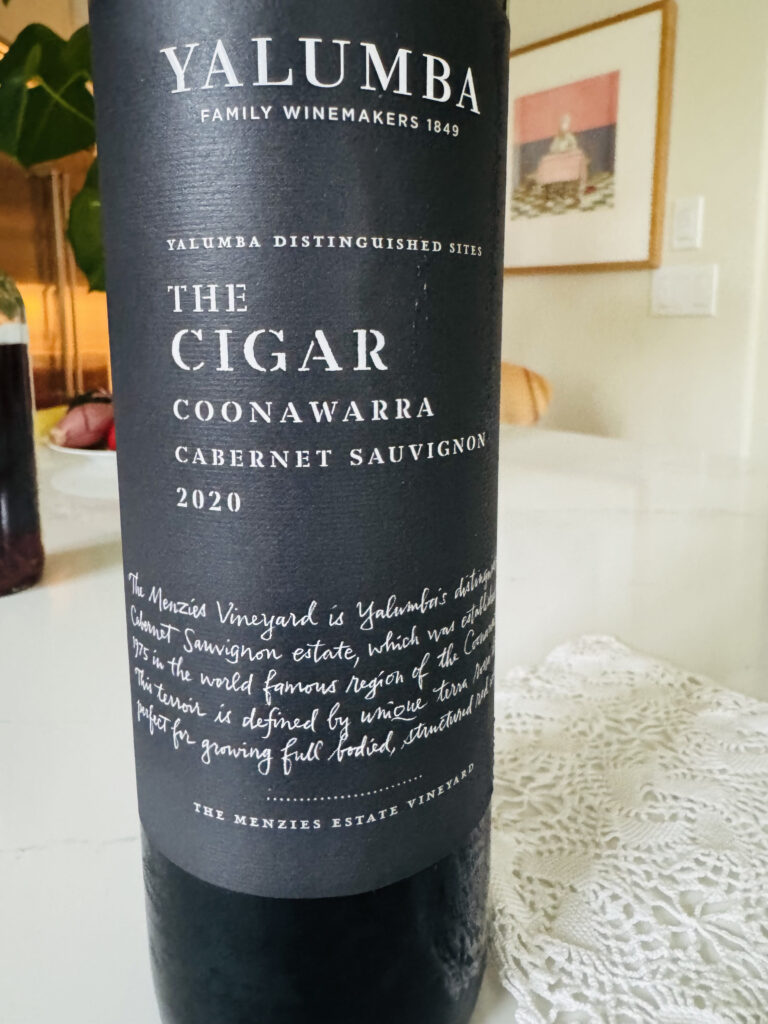 YALUMBA
FAMILY WINEMAKERS 1849
YALUMBA DISTINGUISHED SITES
THE
CIGAR
COONAWARRA
CABERNET SAUVIGNON
2020
The Menzies Vineyard is Yalumba's
Cabernet Sauvignon estate, which was
1975 in the world famous region of the
This terroir is defined by unique terra
perfect for growing full bodied, structured red
THE MENZIES ESTATE VINEYARD